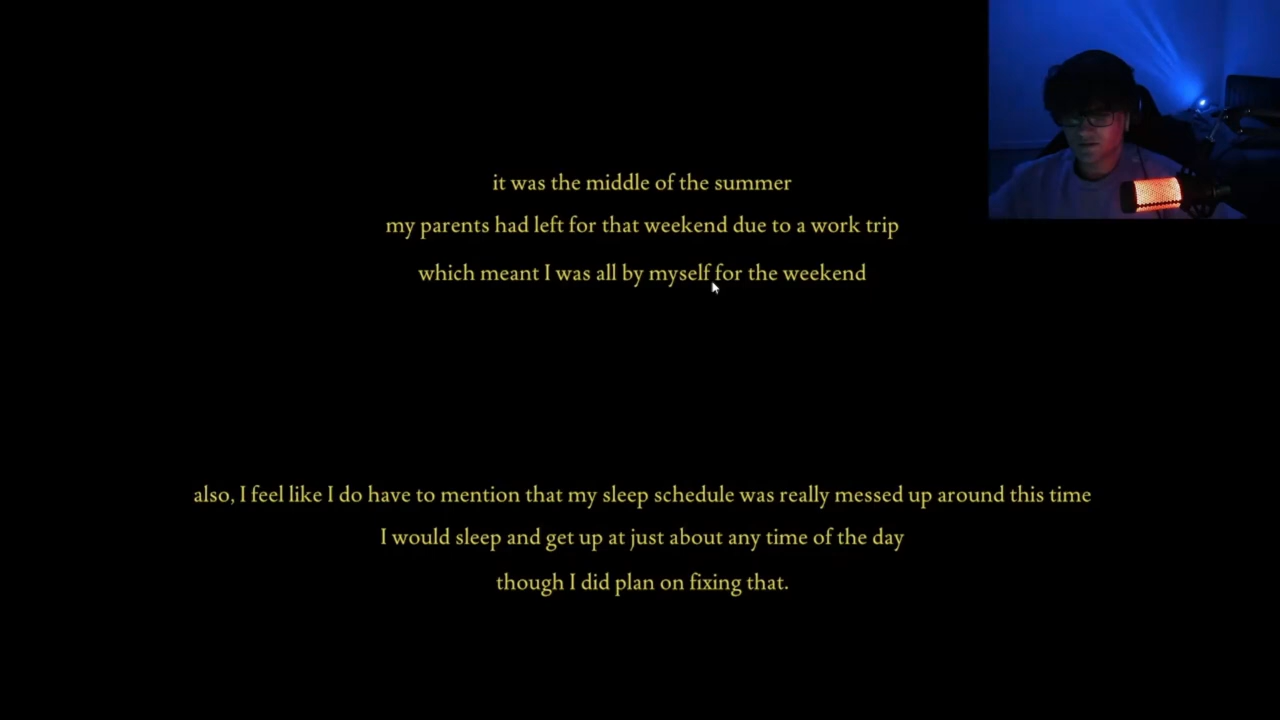 it was the middle of the summer
my parents had left for that weekend due to a work trip
which meant I was all by myself for the weekend
also, I feel like I do have to mention that my sleep schedule was really messed up around this time
I would sleep and get up at just about any time of the day
though I did plan on fixing that.